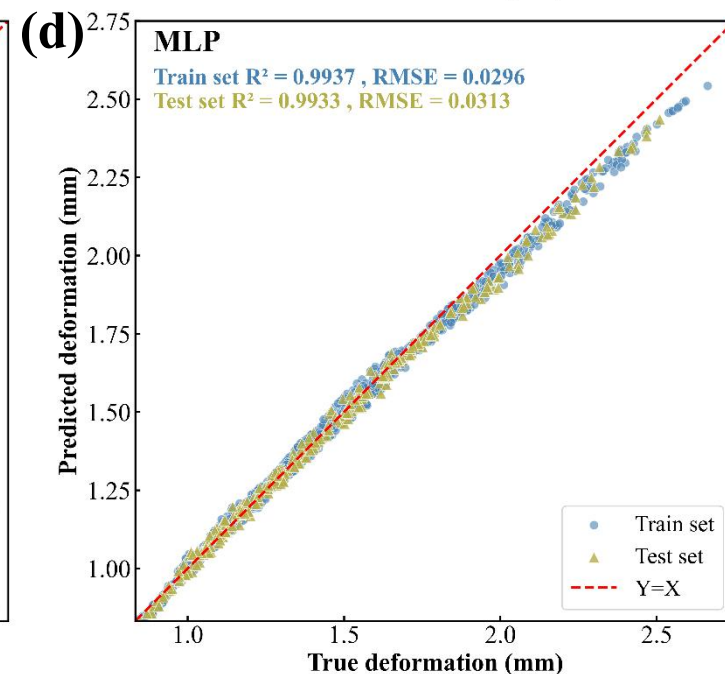 (d)
MLP
Train set R² = 0.9937 , RMSE = 0.0296
Test set R² = 0.9933 , RMSE = 0.0313
2.75
2.50
2.25
2.00
1.75
1.50
1.25
1.00
Predicted deformation (mm)
Train set
Test set
Y=X
1.0 1.5 2.0 2.5
True deformation (mm)